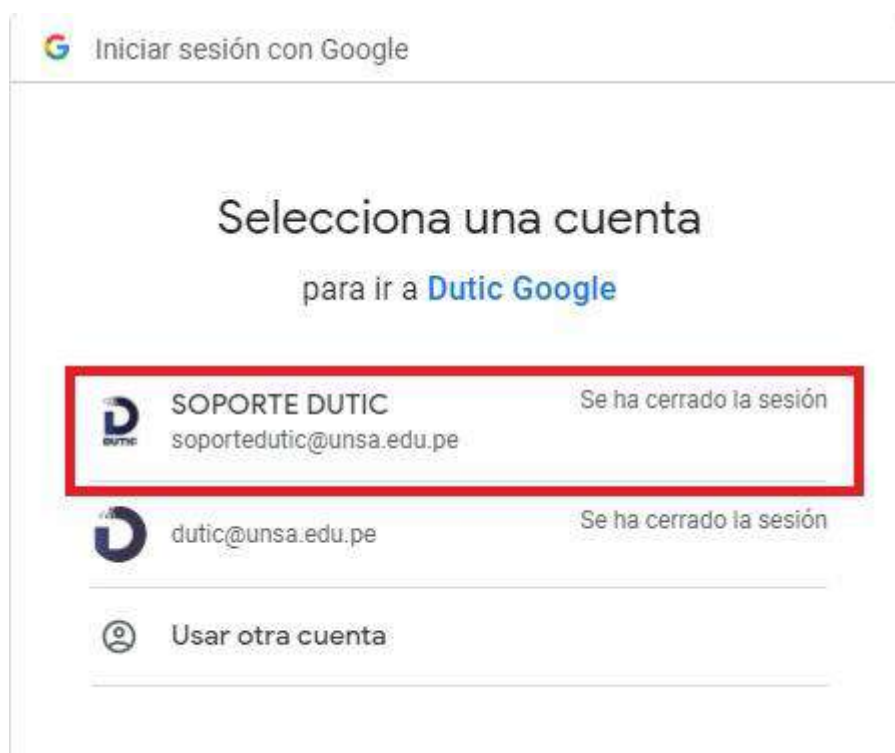 Iniciar sesión con Google
Selecciona una cuenta
para ir a Dutic Google
SOPORTE DUTIC
Se ha cerrado la sesión
soportedutic@unsa.edu.pe
DUTIC
dutic@unsa.edu.pe
Se ha cerrado la sesión
Usar otra cuenta